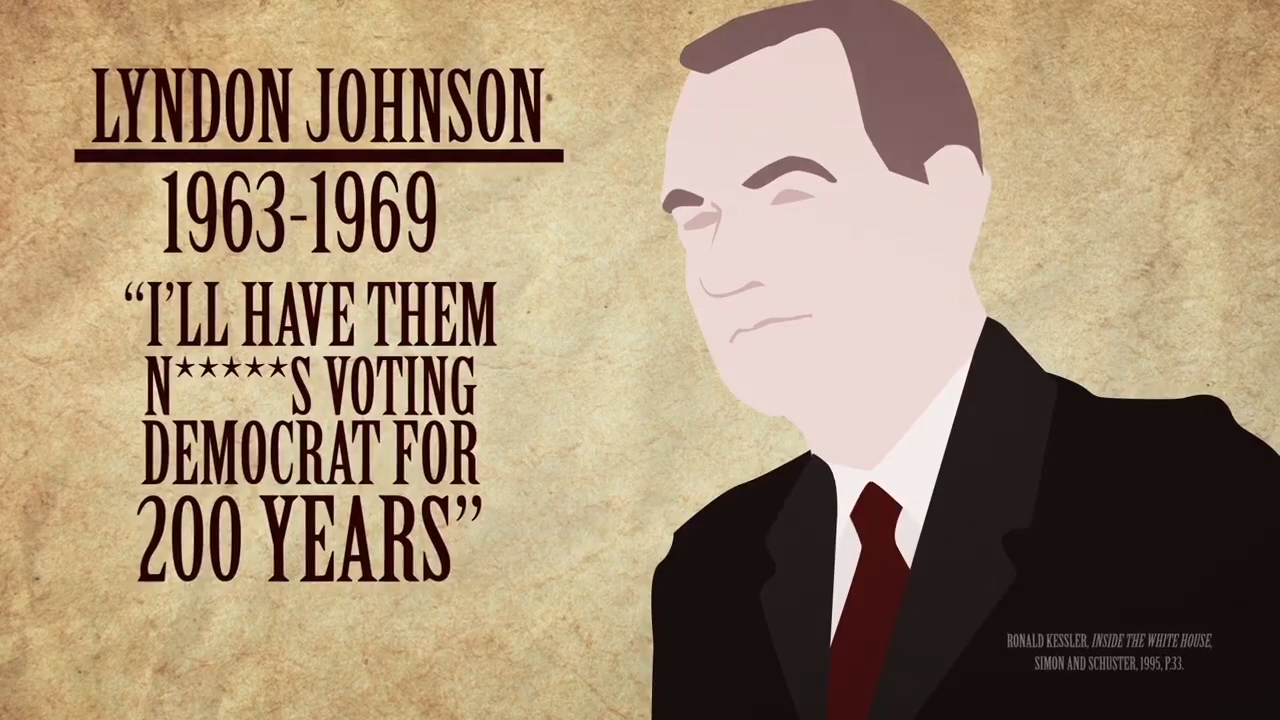 LYNDON JOHNSON
1963-1969
“I’LL HAVE THEM
N*****S VOTING
DEMOCRAT FOR
200 YEARS”
RONALD KESSLER, INSIDE THE WHITE HOUSE,
SIMON AND SCHUSTER, 1995, P.33.